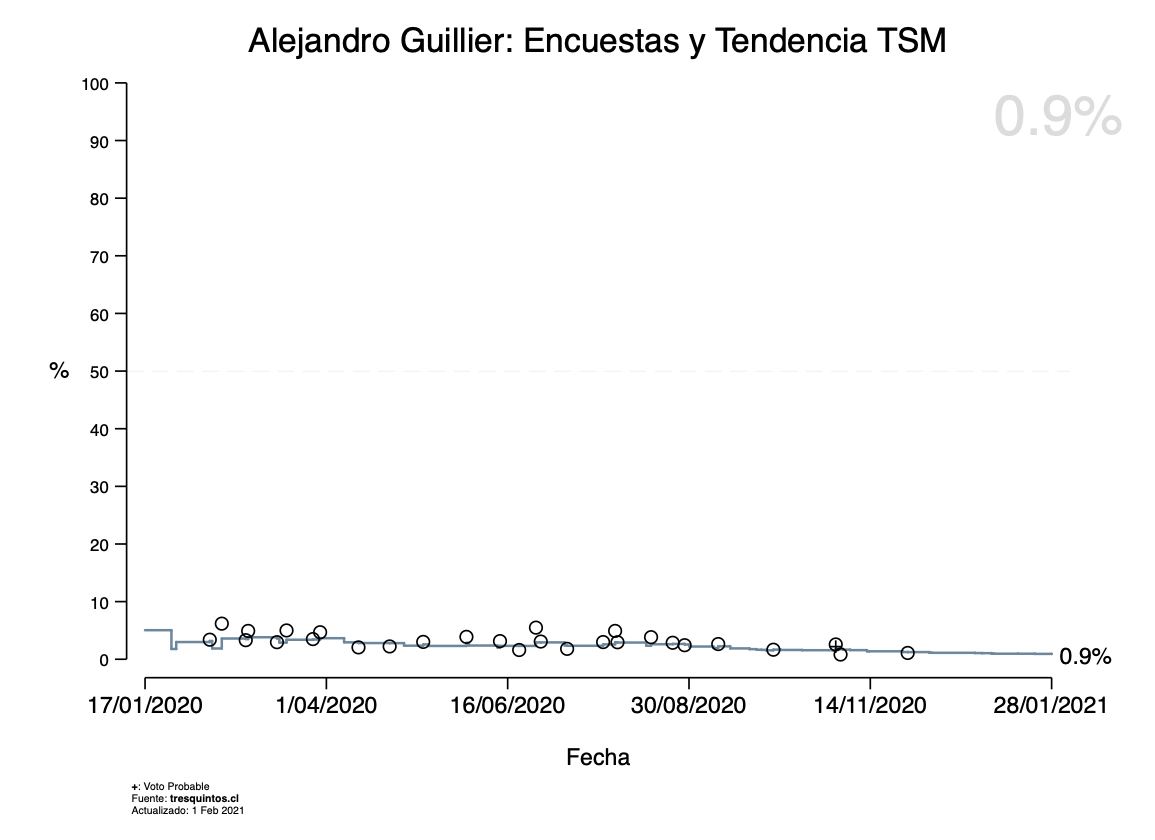 Alejandro Guillier: Encuestas y Tendencia TSM
0.9%
100
90
80
70
60
% 50
40
30
20
10
0
0.9%
17/01/2020 1/04/2020 16/06/2020 30/08/2020 14/11/2020 28/01/2021
Fecha
+: Voto Probable
Fuente: tresquintos.cl
Actualizado: 1 Feb 2021